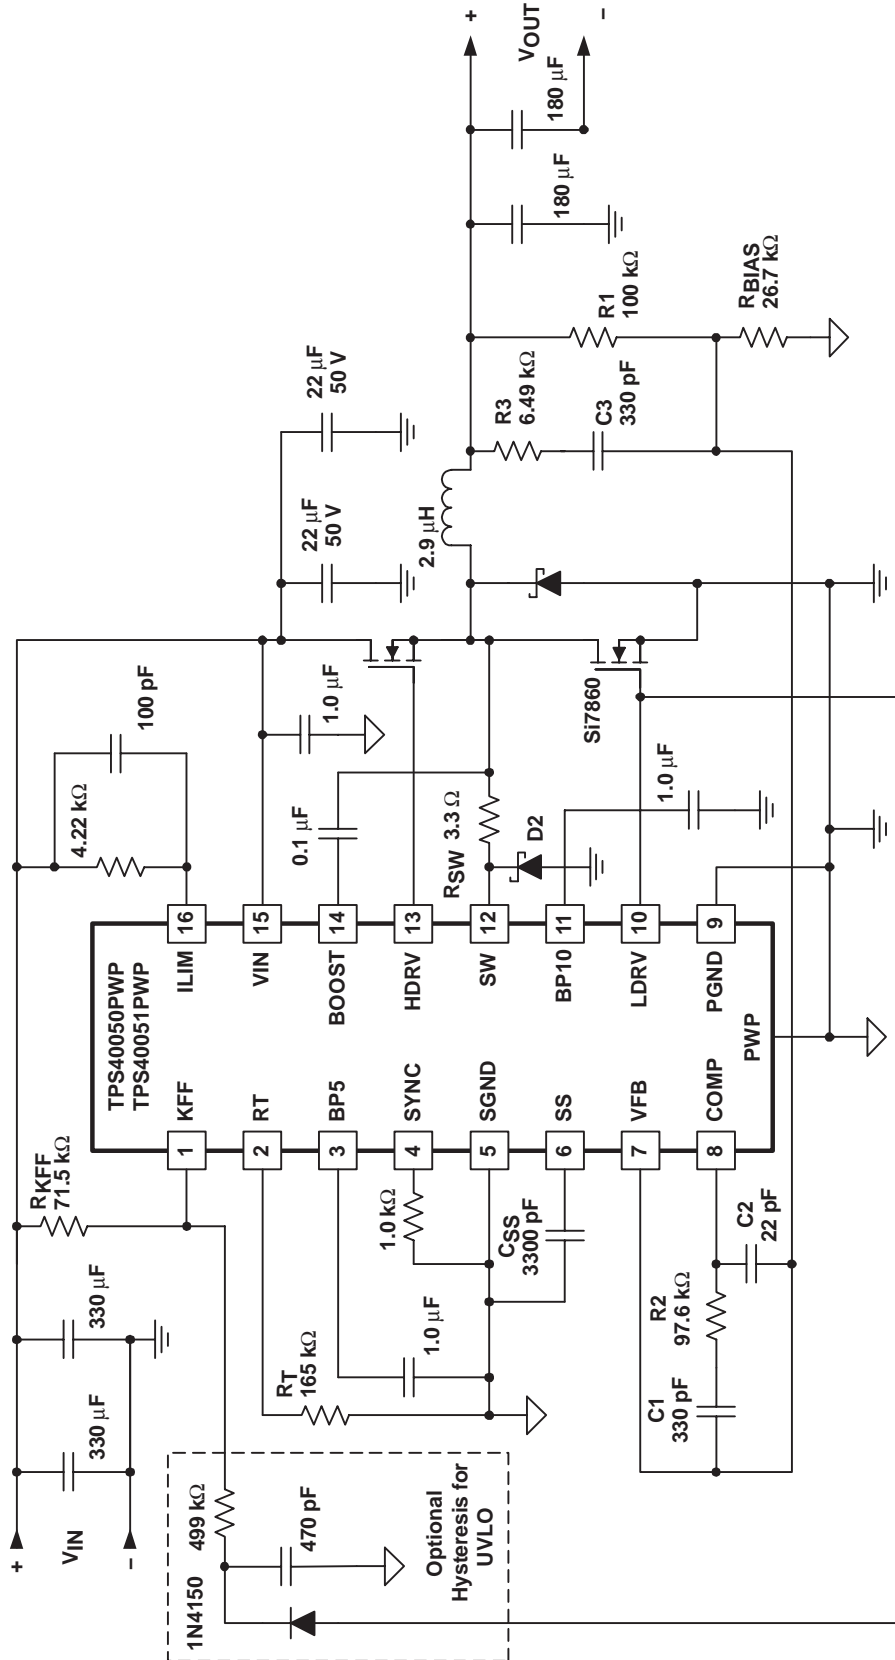 +
VIN
−
330 µF
330 µF
RKFF
71.5 kΩ
4.22 kΩ
100 pF
22 µF
50 V
22 µF
50 V
1N4150
499 kΩ
470 pF
Optional
Hysteresis for
UVLO
RT
165 kΩ
1.0 µF
1.0 kΩ
CSS
3300 pF
C1
330 pF
R2
97.6 kΩ
C2
22 pF
TPS40050PWP
TPS40051PWP
1
KFF
ILIM
16
2
RT
VIN
15
3
BP5
BOOST
14
4
SYNC
HDRV
13
5
SGND
SW
12
6
SS
BP10
11
7
VFB
LDRV
10
8
COMP
PGND
9
PWP
1.0 µF
0.1 µF
RSW
3.3 Ω
D2
1.0 µF
Si7860
2.9 µH
R3
6.49 kΩ
C3
330 pF
R1
100 kΩ
RBIAS
26.7 kΩ
180 µF
180 µF
+
VOUT
−